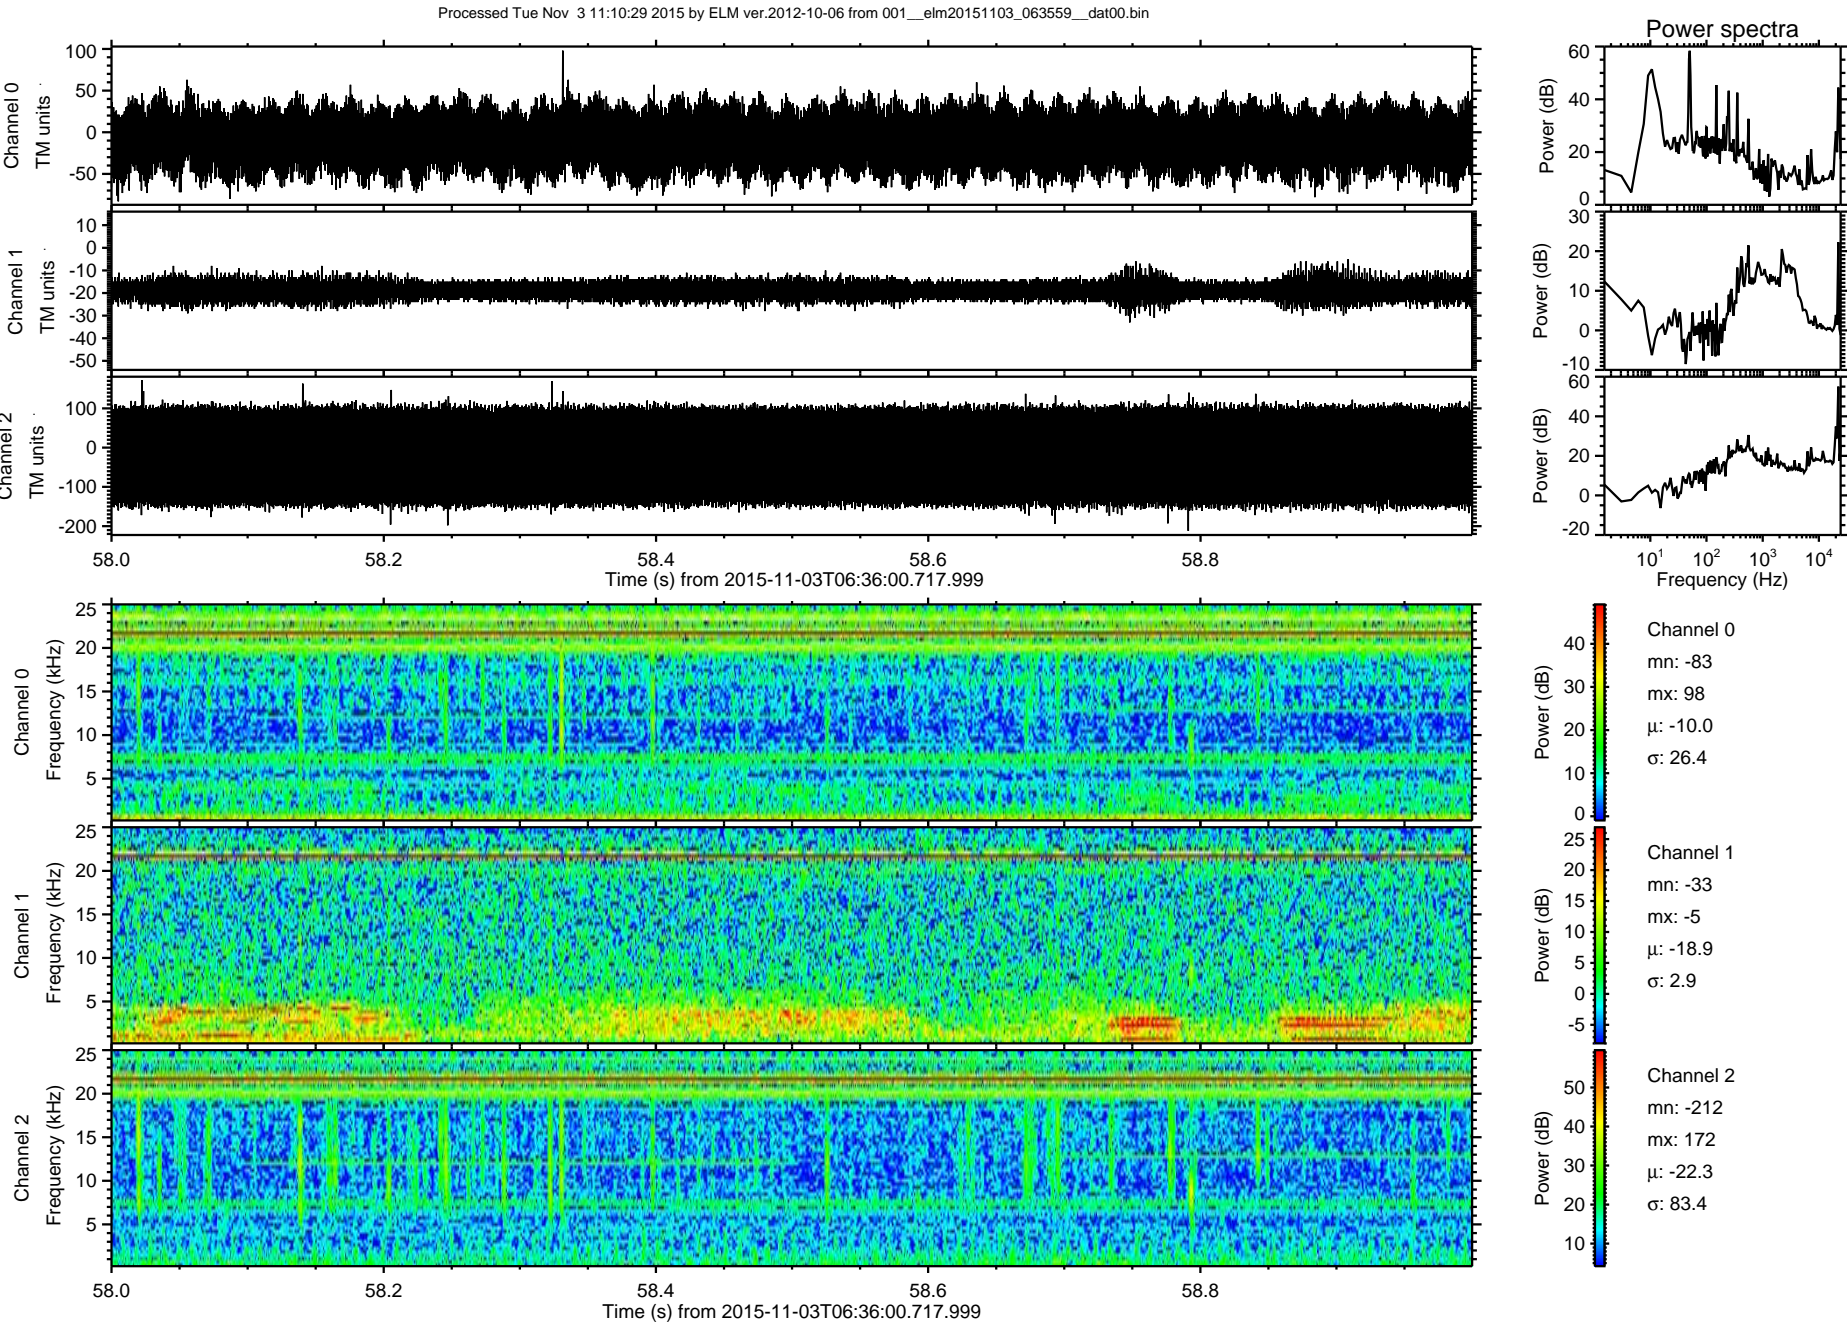 Processed Tue Nov  3 11:10:29 2015 by ELM ver.2012-10-06 from 001__elm20151103_063559__dat00.bin
Power spectra
Channel 0
TM units
100
50
0
-50
Power (dB)
60
40
20
0
Channel 1
TM units
10
0
-10
-20
-30
-40
-50
Power (dB)
30
20
10
0
-10
Channel 2
TM units
100
0
-100
-200
Power (dB)
60
40
20
0
-20
58.0 58.2 58.4 58.6 58.8
Time (s) from 2015-11-03T06:36:00.717.999
10¹ 10² 10³ 10⁴
Frequency (Hz)
Channel 0
Frequency (kHz)
25
20
15
10
5
Power (dB)
40
30
20
10
0
Channel 0
mn: -83
mx: 98
μ: -10.0
σ: 26.4
Channel 1
Frequency (kHz)
25
20
15
10
5
Power (dB)
25
20
15
10
5
0
-5
Channel 1
mn: -33
mx: -5
μ: -18.9
σ: 2.9
Channel 2
Frequency (kHz)
25
20
15
10
5
Power (dB)
50
40
30
20
10
Channel 2
mn: -212
mx: 172
μ: -22.3
σ: 83.4
58.0 58.2 58.4 58.6 58.8
Time (s) from 2015-11-03T06:36:00.717.999